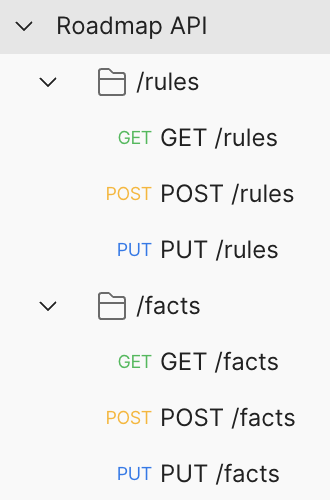 Roadmap API
/rules
GET GET /rules
POST POST /rules
PUT PUT /rules
/facts
GET GET /facts
POST POST /facts
PUT PUT /facts